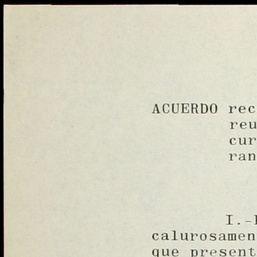 ACUERDO rec
reu
cur
ran
I.-
calurosamen
que present